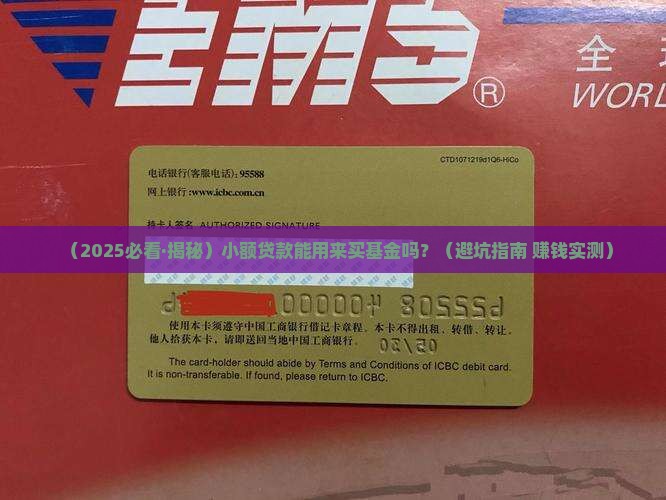 EMS®
全
WORL
CTD1071219d1Q6-HiCo
电话银行(客服电话): 95588
网上银行:www.icbc.com.cn
持卡人签名 AUTHORIZED SIGNATURE
（2025必看·揭秘）小额贷款能用来买基金吗？（避坑指南 赚钱实测）
使用本卡须遵守中国工商银行借记卡章程。本卡不得出租、转借、转让。
他人拾获本卡，请即送回当地中国工商银行。
The card-holder should abide by Terms and Conditions of ICBC debit card.
It is non-transferable. If found, please return to ICBC.